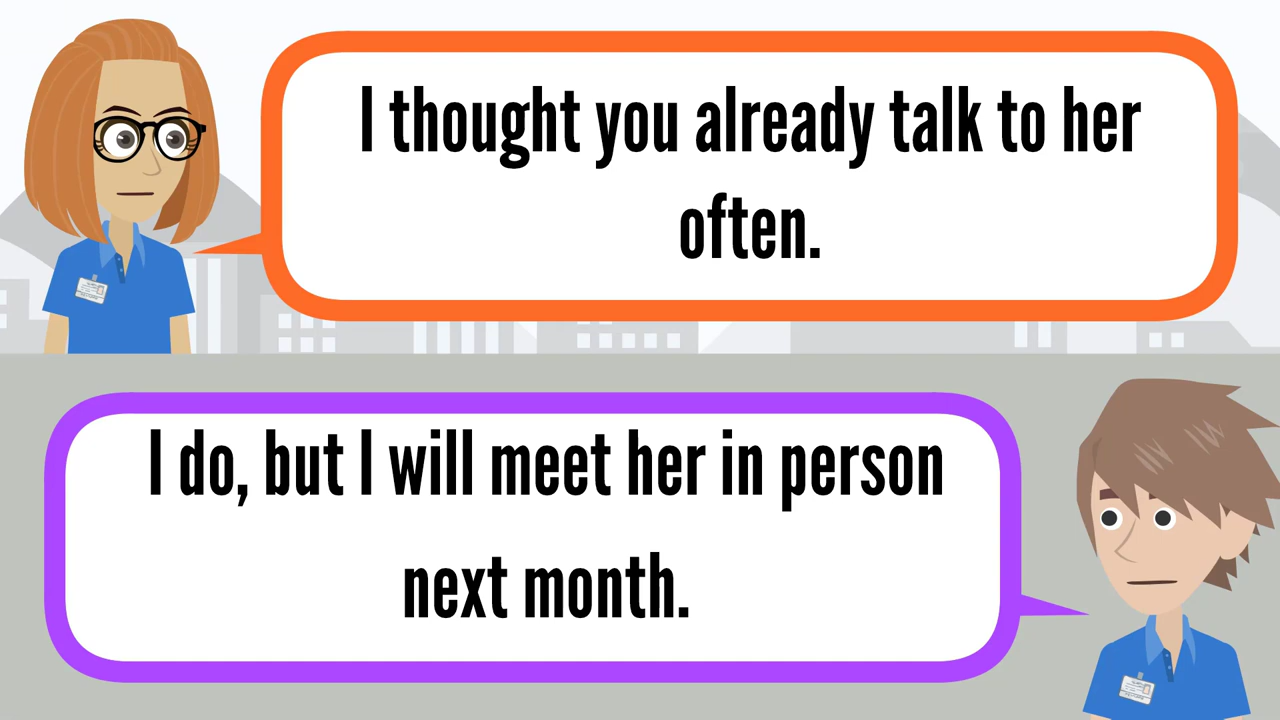 I thought you already talk to her
often.
I do, but I will meet her in person
next month.